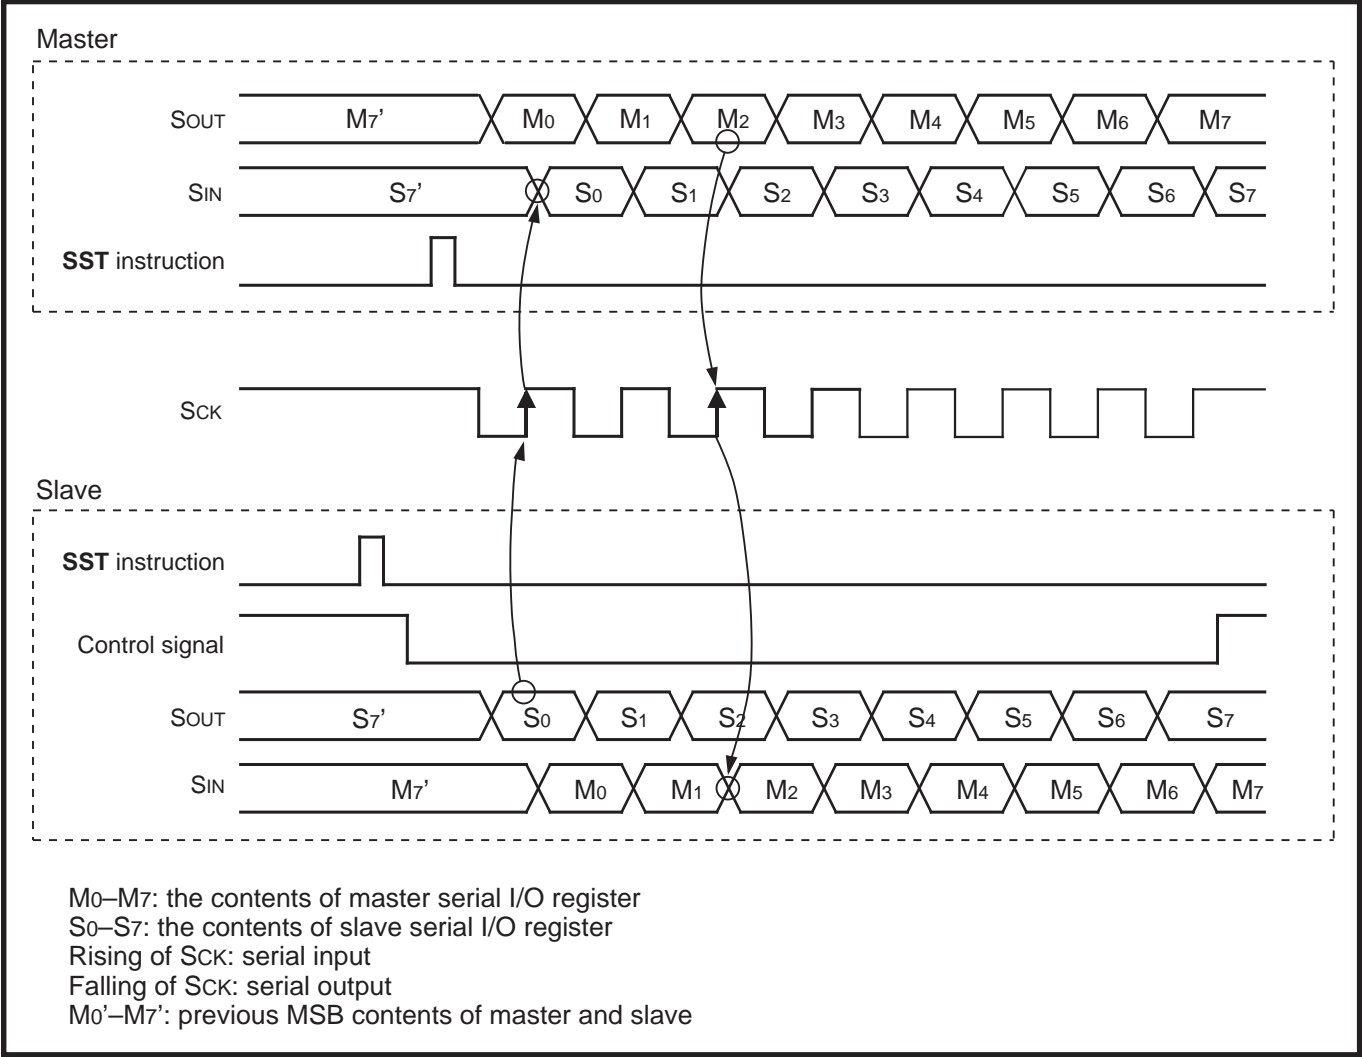 Master
SOUT M7' M0 M1 M2 M3 M4 M5 M6 M7
SIN S7' S0 S1 S2 S3 S4 S5 S6 S7
SST instruction
SCK
Slave
SST instruction
Control signal
SOUT S7' S0 S1 S2 S3 S4 S5 S6 S7
SIN M7' M0 M1 M2 M3 M4 M5 M6 M7
M0–M7: the contents of master serial I/O register
S0–S7: the contents of slave serial I/O register
Rising of SCK: serial input
Falling of SCK: serial output
M0'–M7': previous MSB contents of master and slave